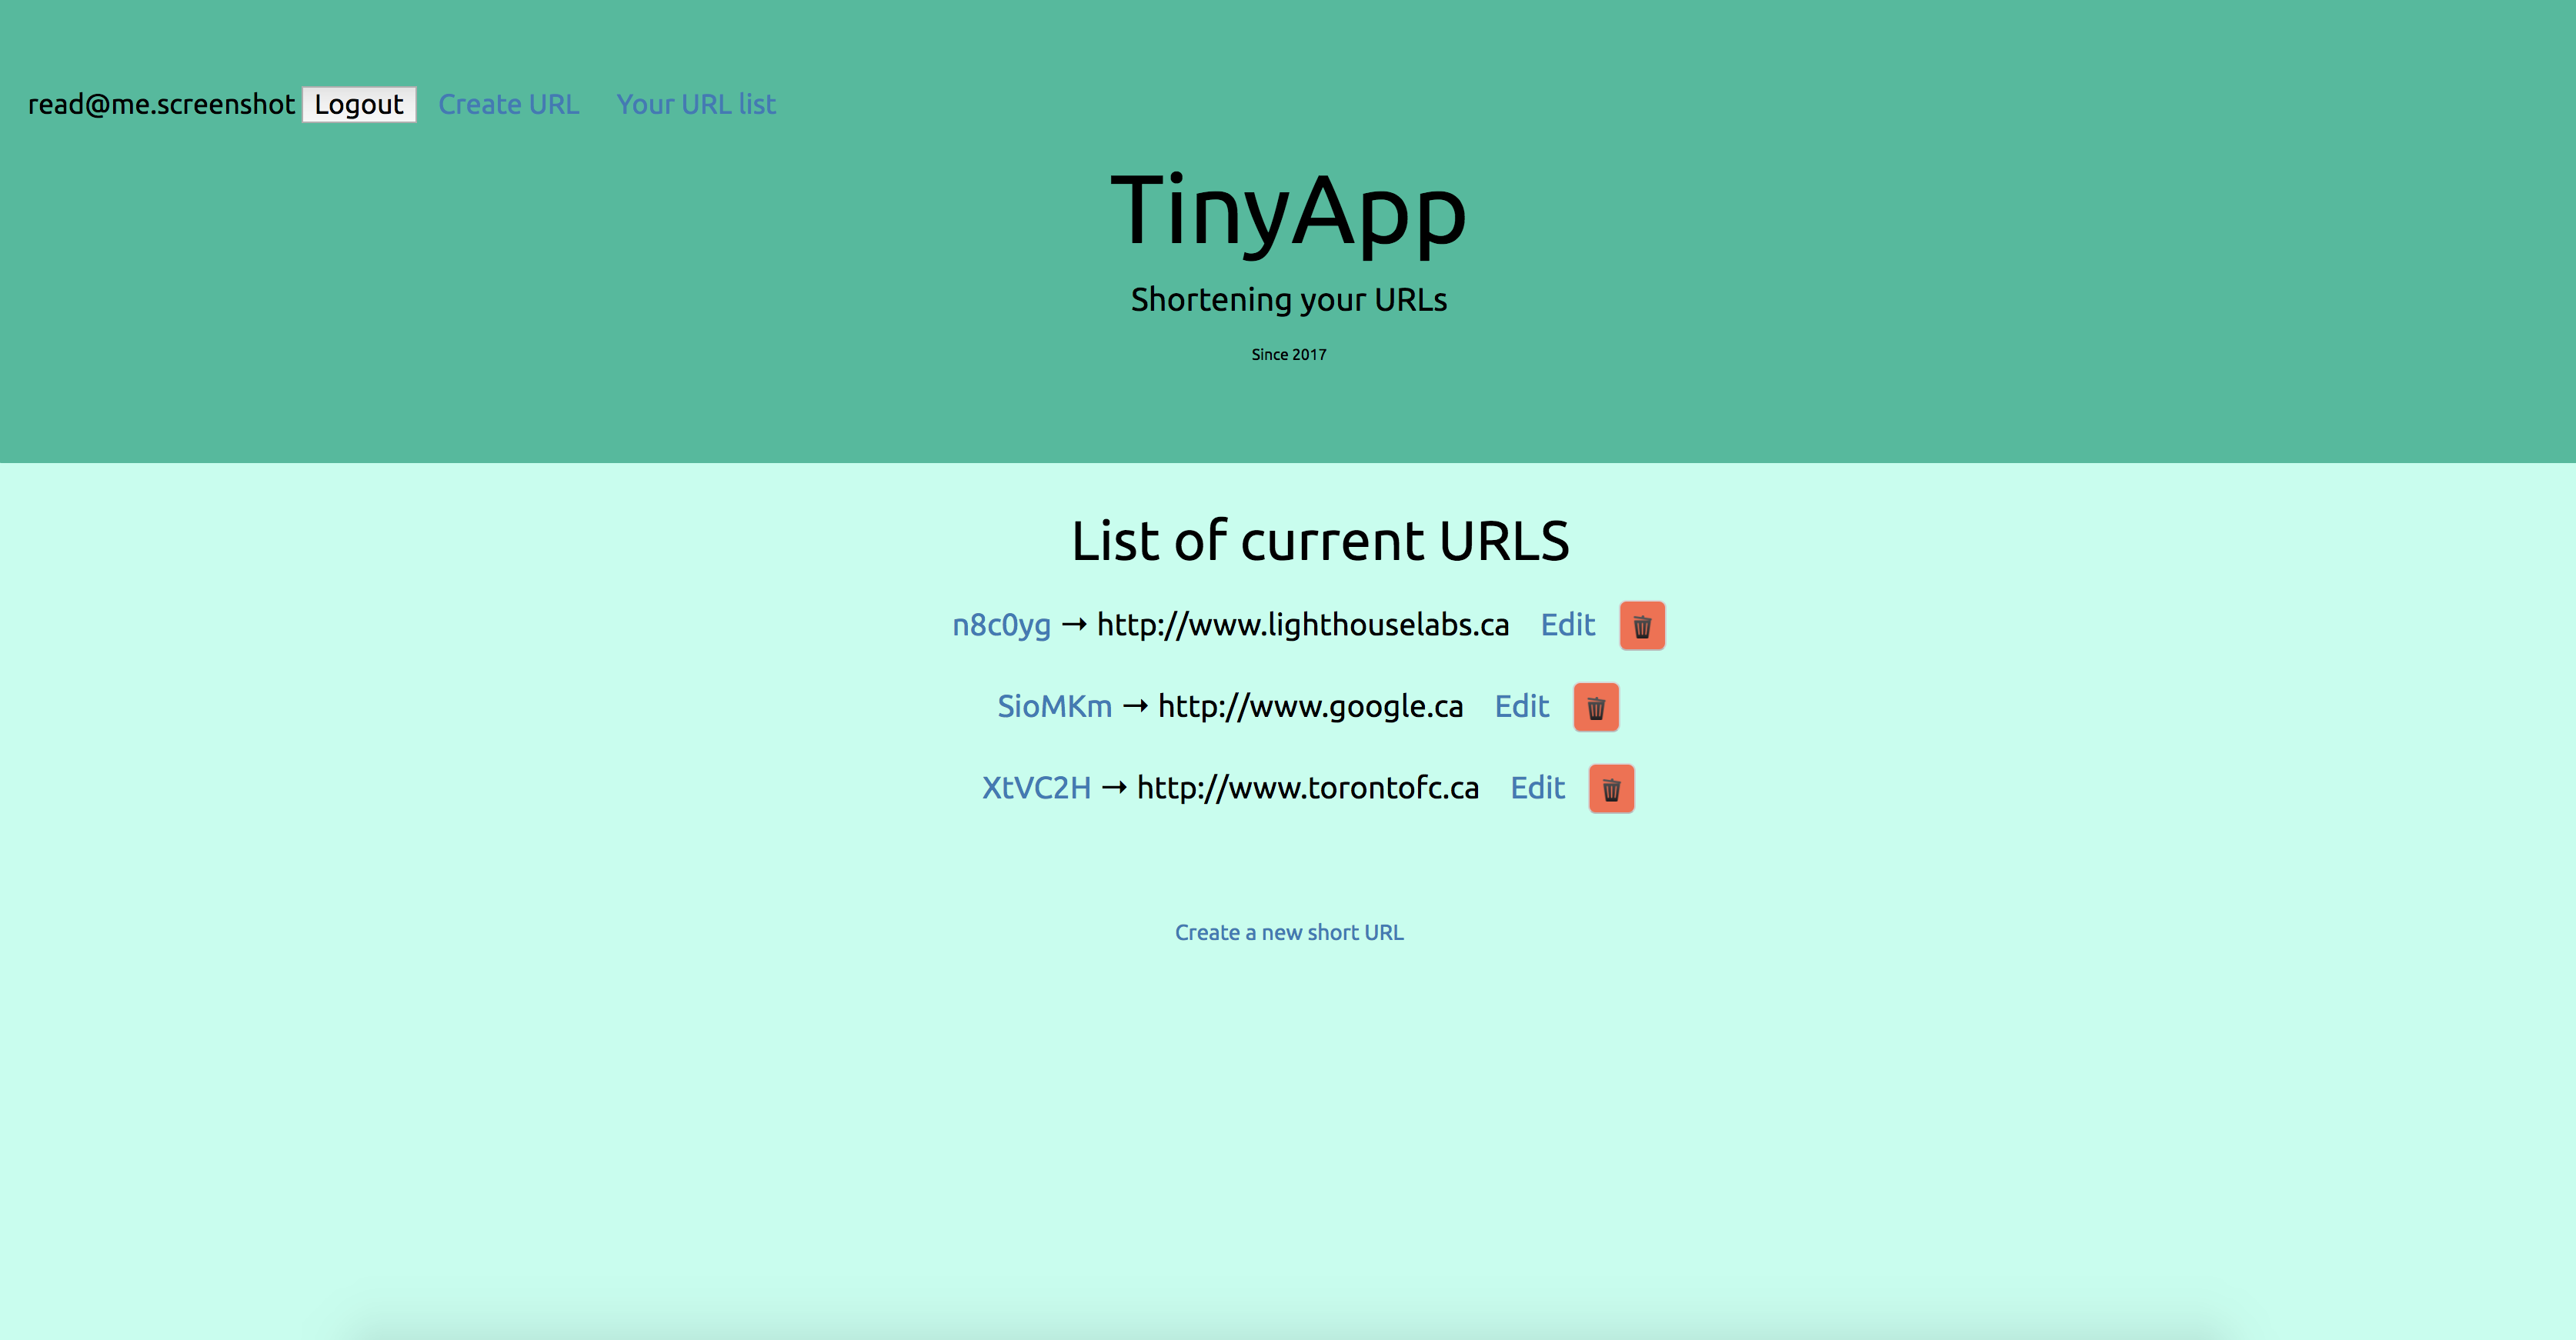 read@me.screenshot Logout Create URL Your URL list
TinyApp
Shortening your URLs
Since 2017
List of current URLS
n8c0yg → http://www.lighthouselabs.ca Edit
SioMKm → http://www.google.ca Edit
XtVC2H → http://www.torontofc.ca Edit
Create a new short URL